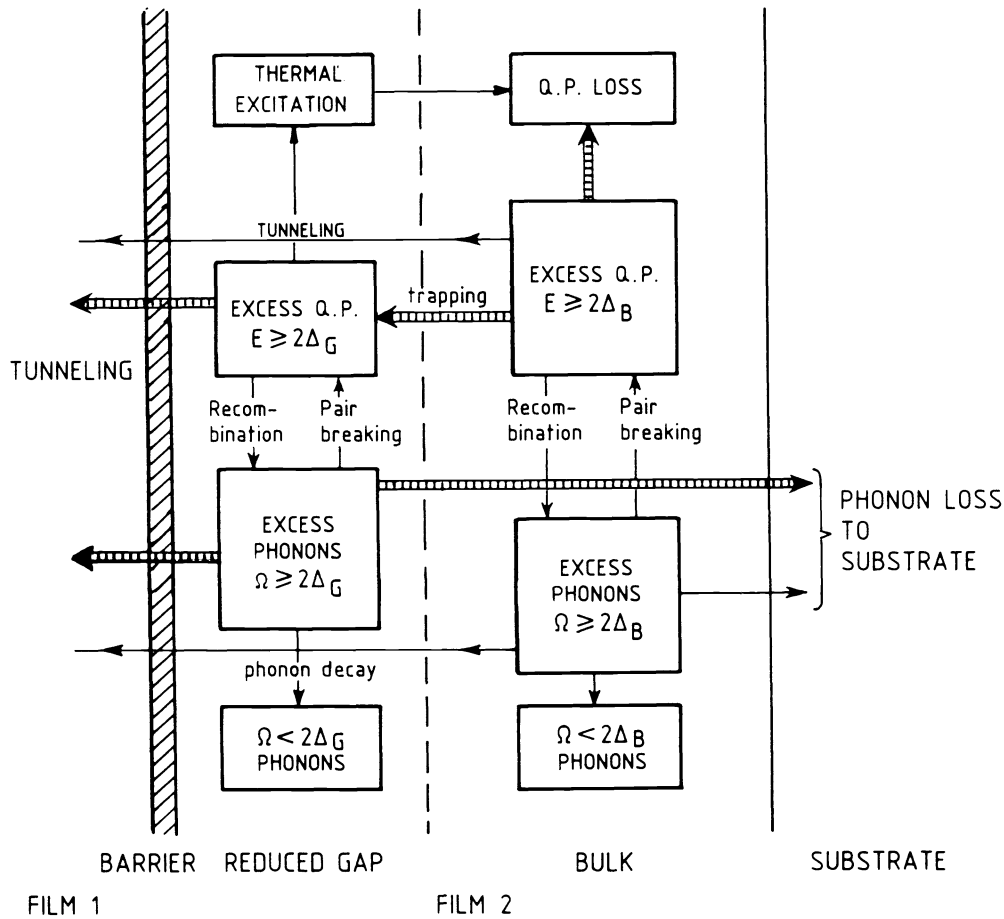 THERMAL
EXCITATION
Q.P. LOSS
TUNNELING
EXCESS Q.P.
E ⩾ 2Δ_B
trapping
EXCESS Q.P.
E ⩾ 2Δ_G
TUNNELING
Recom-
bination
Pair
breaking
Recom-
bination
Pair
breaking
EXCESS
PHONONS
Ω ⩾ 2Δ_G
EXCESS
PHONONS
Ω ⩾ 2Δ_B
PHONON LOSS
TO
SUBSTRATE
phonon decay
Ω < 2Δ_G
PHONONS
Ω < 2Δ_B
PHONONS
BARRIER
REDUCED GAP
BULK
SUBSTRATE
FILM 1
FILM 2